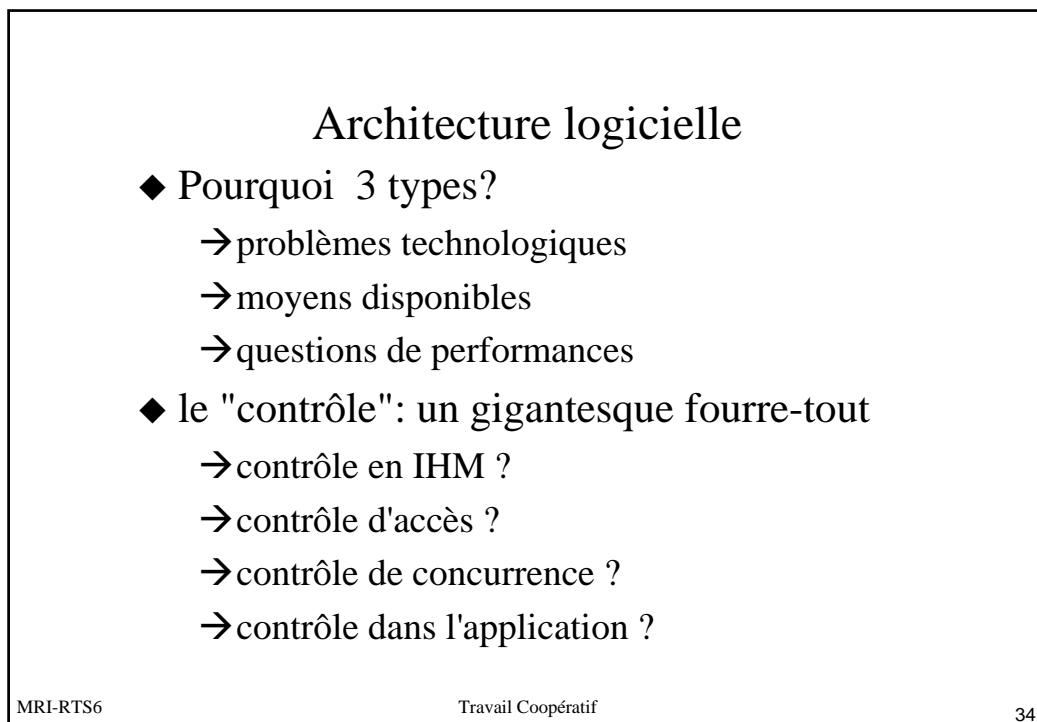 Architecture logicielle
◆ Pourquoi 3 types?
→problèmes technologiques
→moyens disponibles
→questions de performances
◆ le "contrôle": un gigantesque fourre-tout
→contrôle en IHM ?
→contrôle d'accès ?
→contrôle de concurrence ?
→contrôle dans l'application ?
MRI-RTS6 Travail Coopératif 34